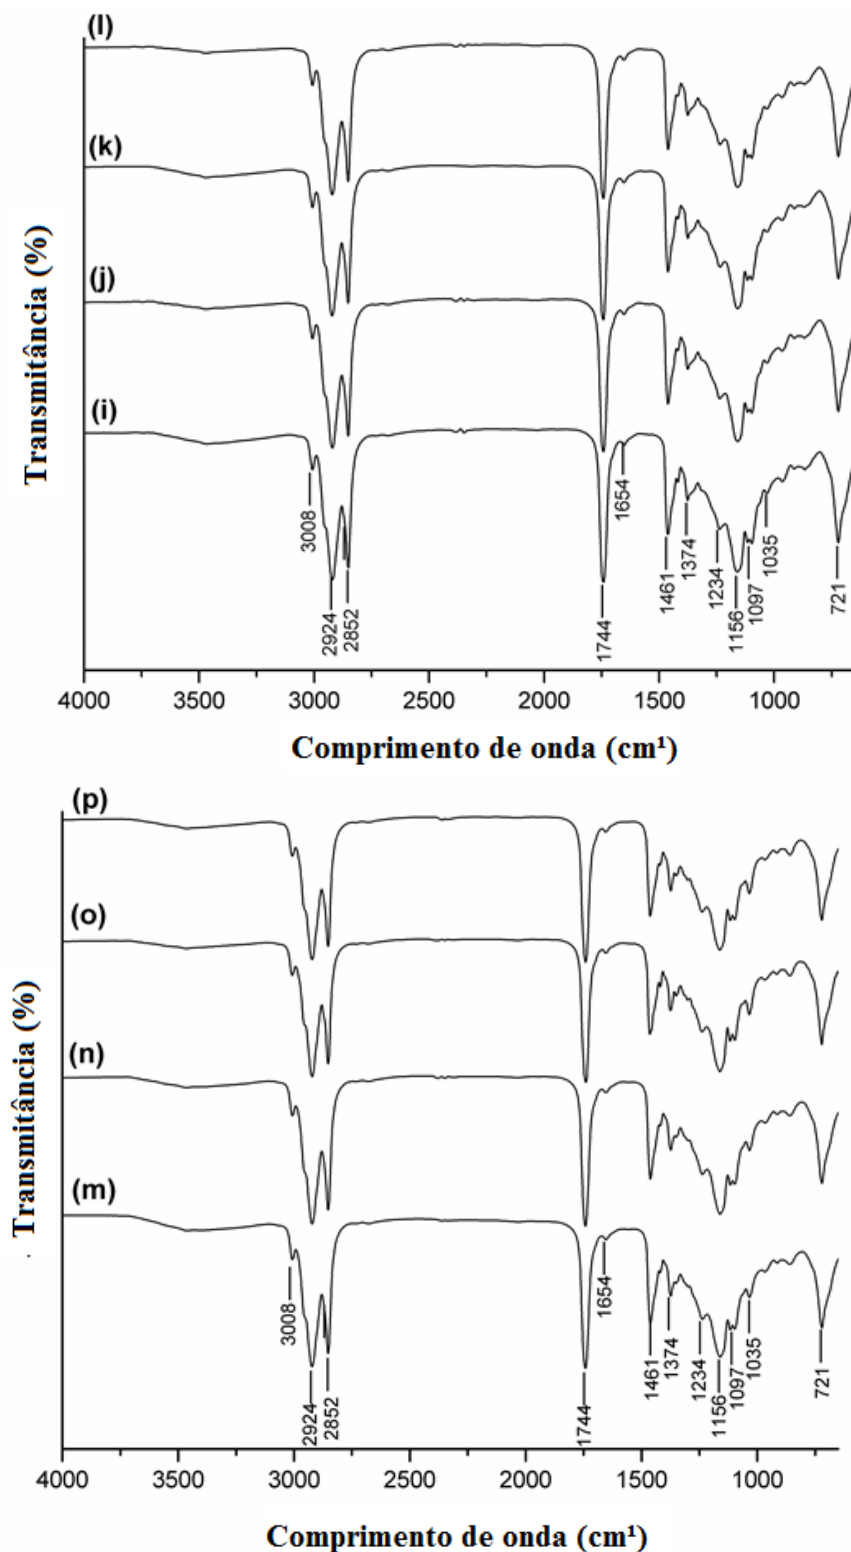 (l)
(k)
(j)
(i)
Transmitância (%)
3008
2924
2852
1744
1654
1461
1374
1234
1156
1097
1035
721
4000 3500 3000 2500 2000 1500 1000
Comprimento de onda (cm¹)
(p)
(o)
(n)
(m)
Transmitância (%)
3008
2924
2852
1744
1654
1461
1374
1234
1156
1097
1035
721
4000 3500 3000 2500 2000 1500 1000
Comprimento de onda (cm¹)